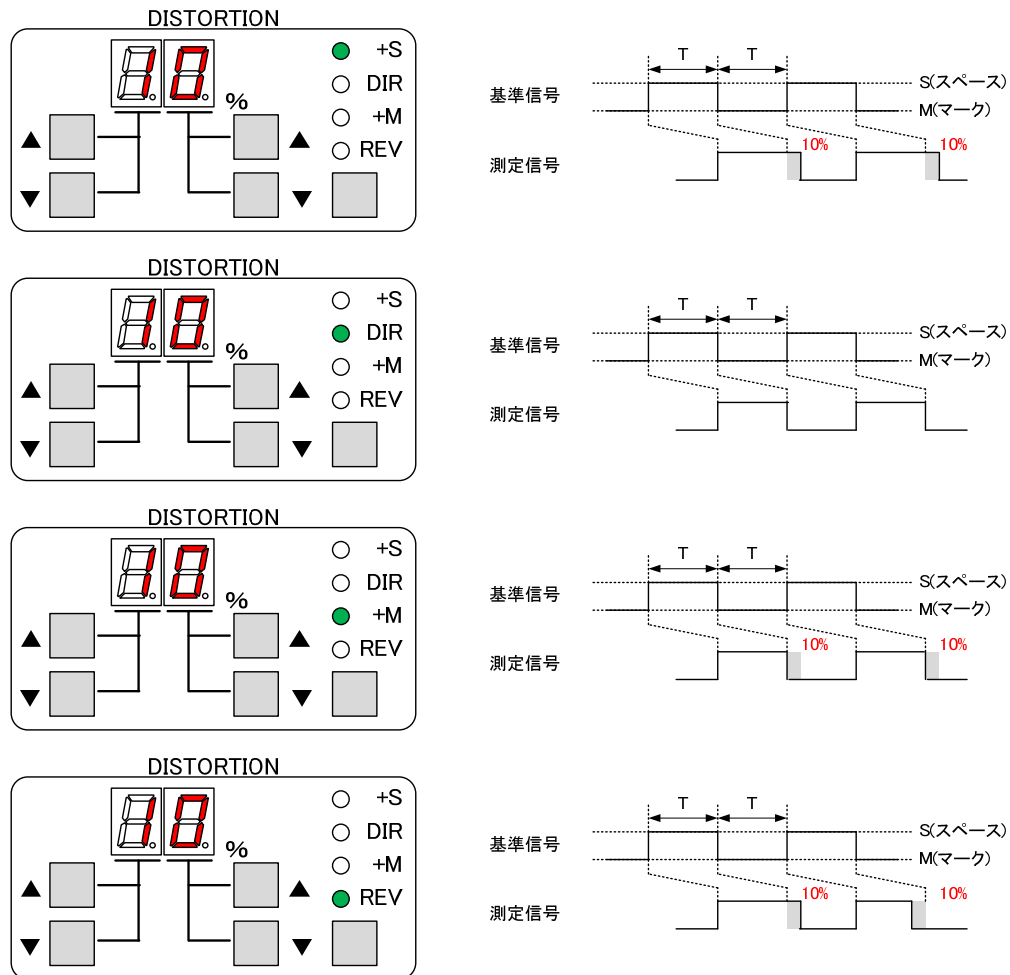 DISTORTION
10 %
+S
DIR
+M
REV
▲ ▲
▼ ▼
T T
基準信号
S(スペース)
M(マーク)
測定信号
10% 10%
DISTORTION
10 %
+S
DIR
+M
REV
▲ ▲
▼ ▼
T T
基準信号
S(スペース)
M(マーク)
測定信号
DISTORTION
10 %
+S
DIR
+M
REV
▲ ▲
▼ ▼
T T
基準信号
S(スペース)
M(マーク)
測定信号
10% 10%
DISTORTION
10 %
+S
DIR
+M
REV
▲ ▲
▼ ▼
T T
基準信号
S(スペース)
M(マーク)
測定信号
10% 10%